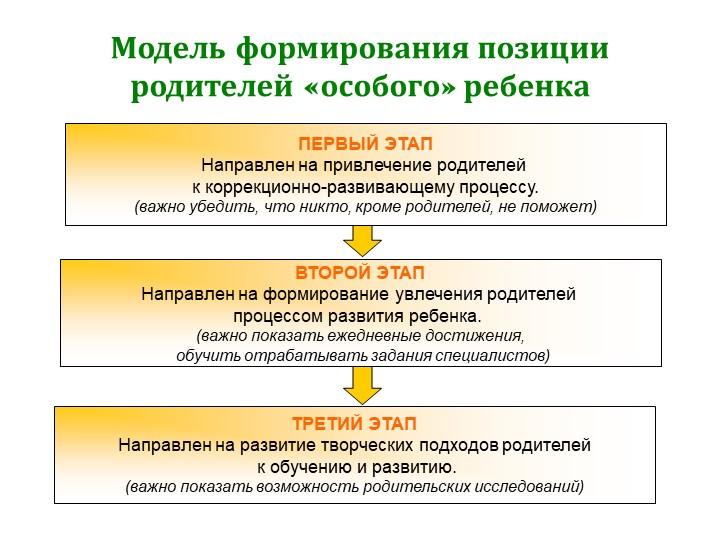 Модель формирования позиции
родителей «особого» ребенка
ПЕРВЫЙ ЭТАП
Направлен на привлечение родителей
к коррекционно-развивающему процессу.
(важно убедить, что никто, кроме родителей, не поможет)
ВТОРОЙ ЭТАП
Направлен на формирование увлечения родителей
процессом развития ребенка.
(важно показать ежедневные достижения,
обучить отрабатывать задания специалистов)
ТРЕТИЙ ЭТАП
Направлен на развитие творческих подходов родителей
к обучению и развитию.
(важно показать возможность родительских исследований)